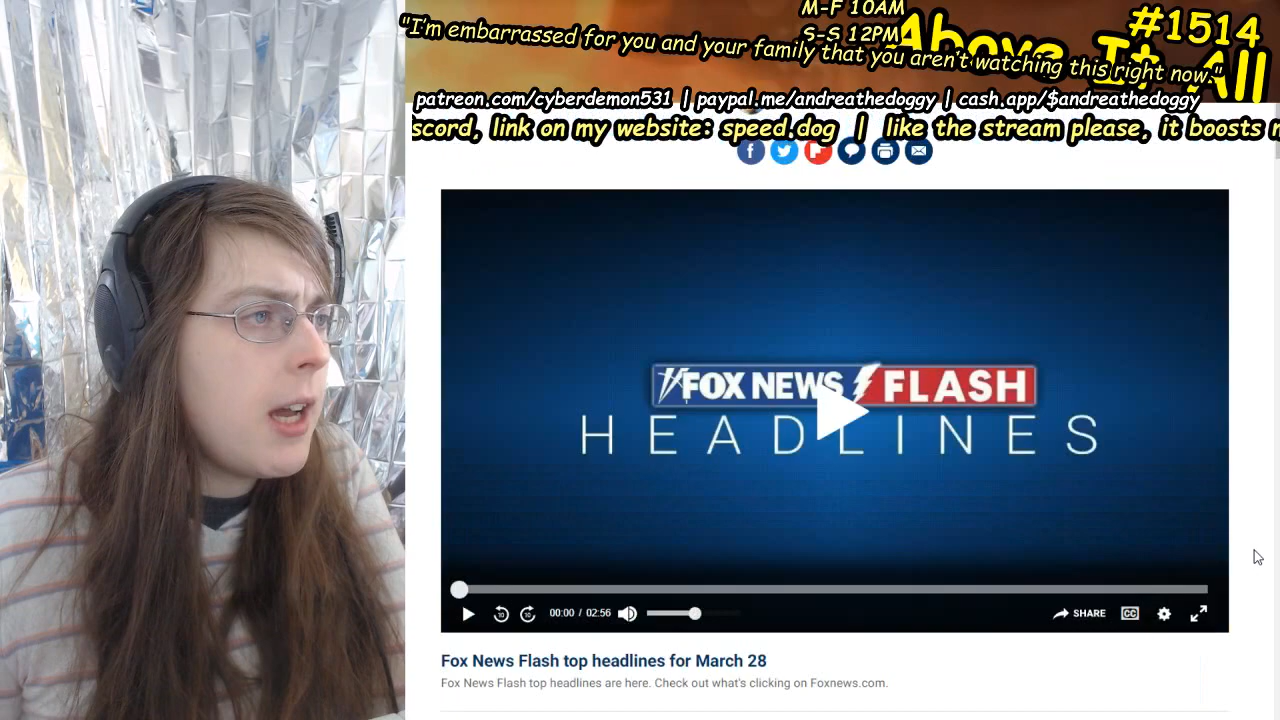 M-F 10AM
S-S 12PM
#1514
Above It All
"I'm embarrassed for you and your family that you aren't watching this right now."
patreon.com/cyberdemon531 | paypal.me/andreathedoggy | cash.app/$andreathedoggy
scord, link on my website: speed.dog | like the stream please, it boosts
FOX NEWS FLASH
HEADLINES
00:00 / 02:56
SHARE
CC
Fox News Flash top headlines for March 28
Fox News Flash top headlines are here. Check out what's clicking on Foxnews.com.